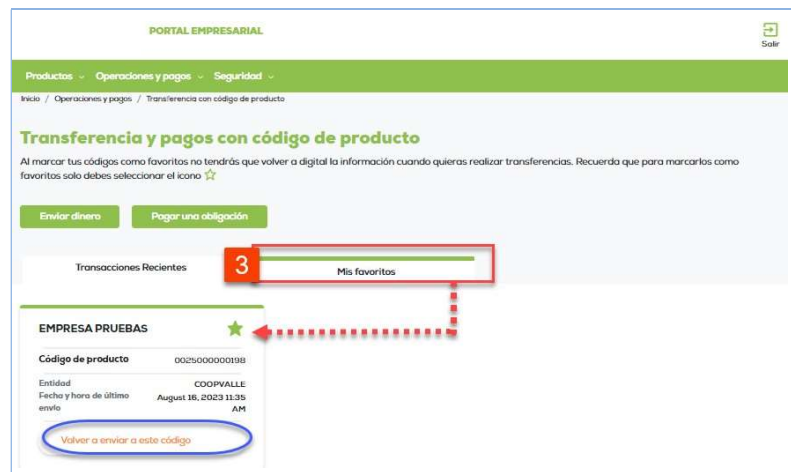 PORTAL EMPRESARIAL
Salir
Productos Operaciones y pagos Seguridad
Inicio / Operaciones y pagos / Transferencia con código de producto
Transferencia y pagos con código de producto
Al marcar tus códigos como favoritos no tendrás que volver a digital la información cuando quieras realizar transferencias. Recuerda que para marcarlos como
favoritos solo debes seleccionar el icono
Enviar dinero Pagar una obligación
Transacciones Recientes 3 Mis favoritos
EMPRESA PRUEBAS
Código de producto 0025000000198
Entidad COOPVALLE
Fecha y hora de último August 16, 2023 11:35
envío AM
Volver a enviar a este código